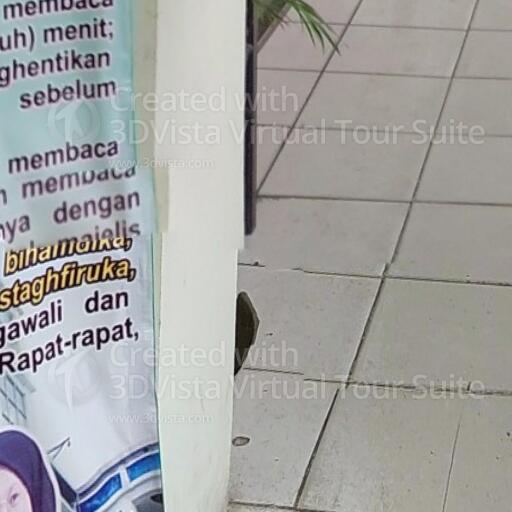 membaca
uh) menit;
ghentikan
sebelum
membaca
membaca
nya dengan
majelis
bihamdika,
staghfiruka,
gawali dan
Rapat-rapat,
Created with
3DVista Virtual Tour Suite
www.3dvista.com
Created with
3DVista Virtual Tour Suite
www.3dvista.com